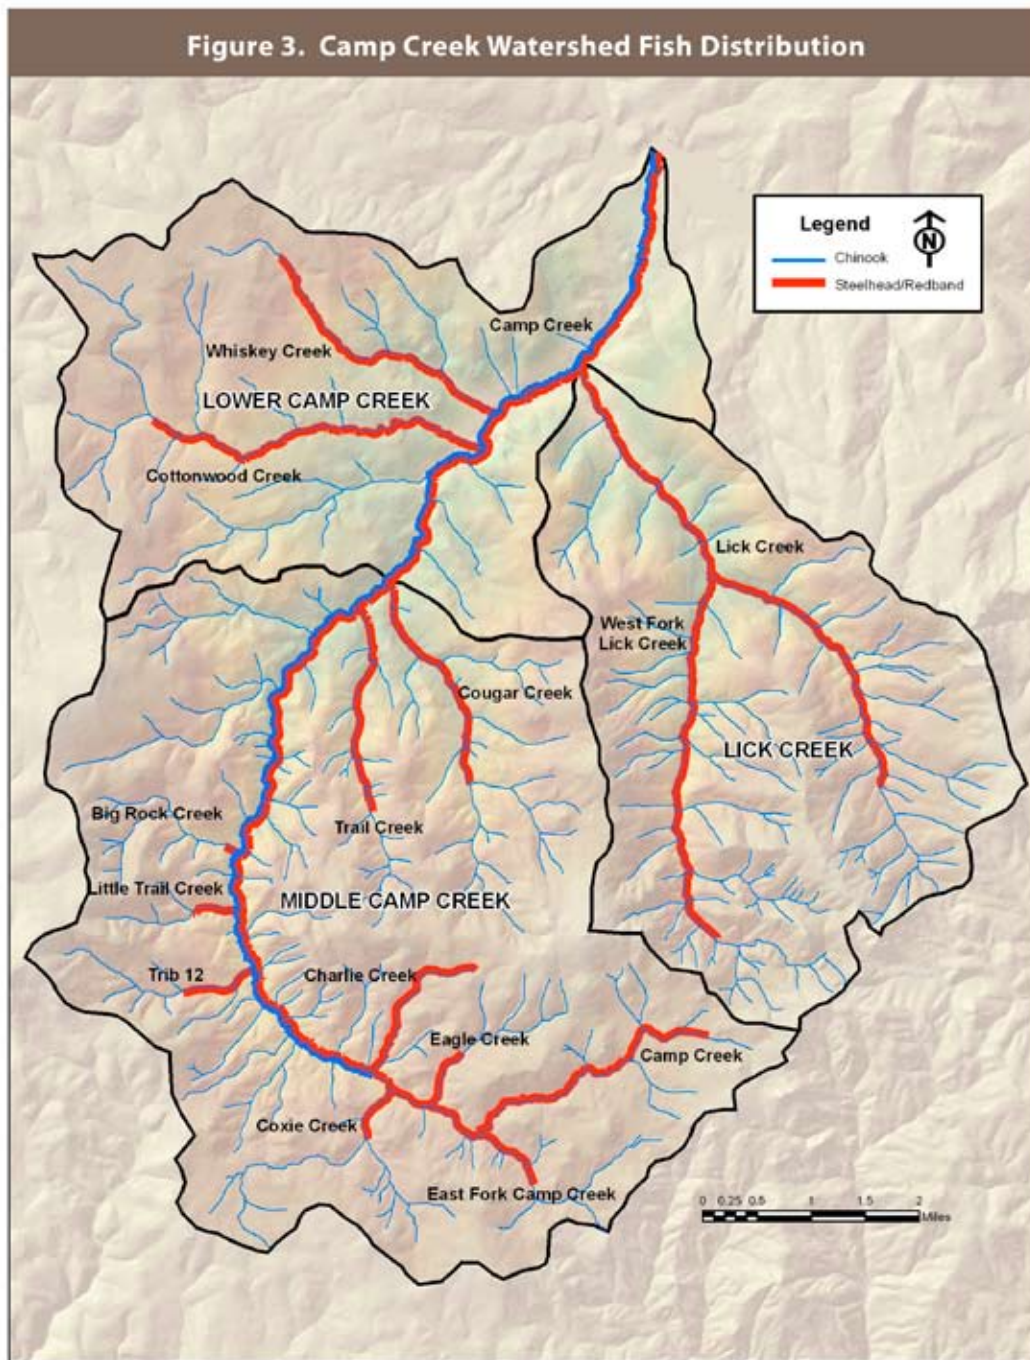 Figure 3. Camp Creek Watershed Fish Distribution
Legend
N
Chinook
Steelhead/Redband
Camp Creek
Whiskey Creek
LOWER CAMP CREEK
Cottonwood Creek
Lick Creek
West Fork
Lick Creek
Cougar Creek
LICK CREEK
Big Rock Creek
Trail Creek
Little Trail Creek
MIDDLE CAMP CREEK
Trib 12
Charlie Creek
Eagle Creek
Camp Creek
Coxie Creek
East Fork Camp Creek
0 0.25 0.5 1 1.5 2
Miles